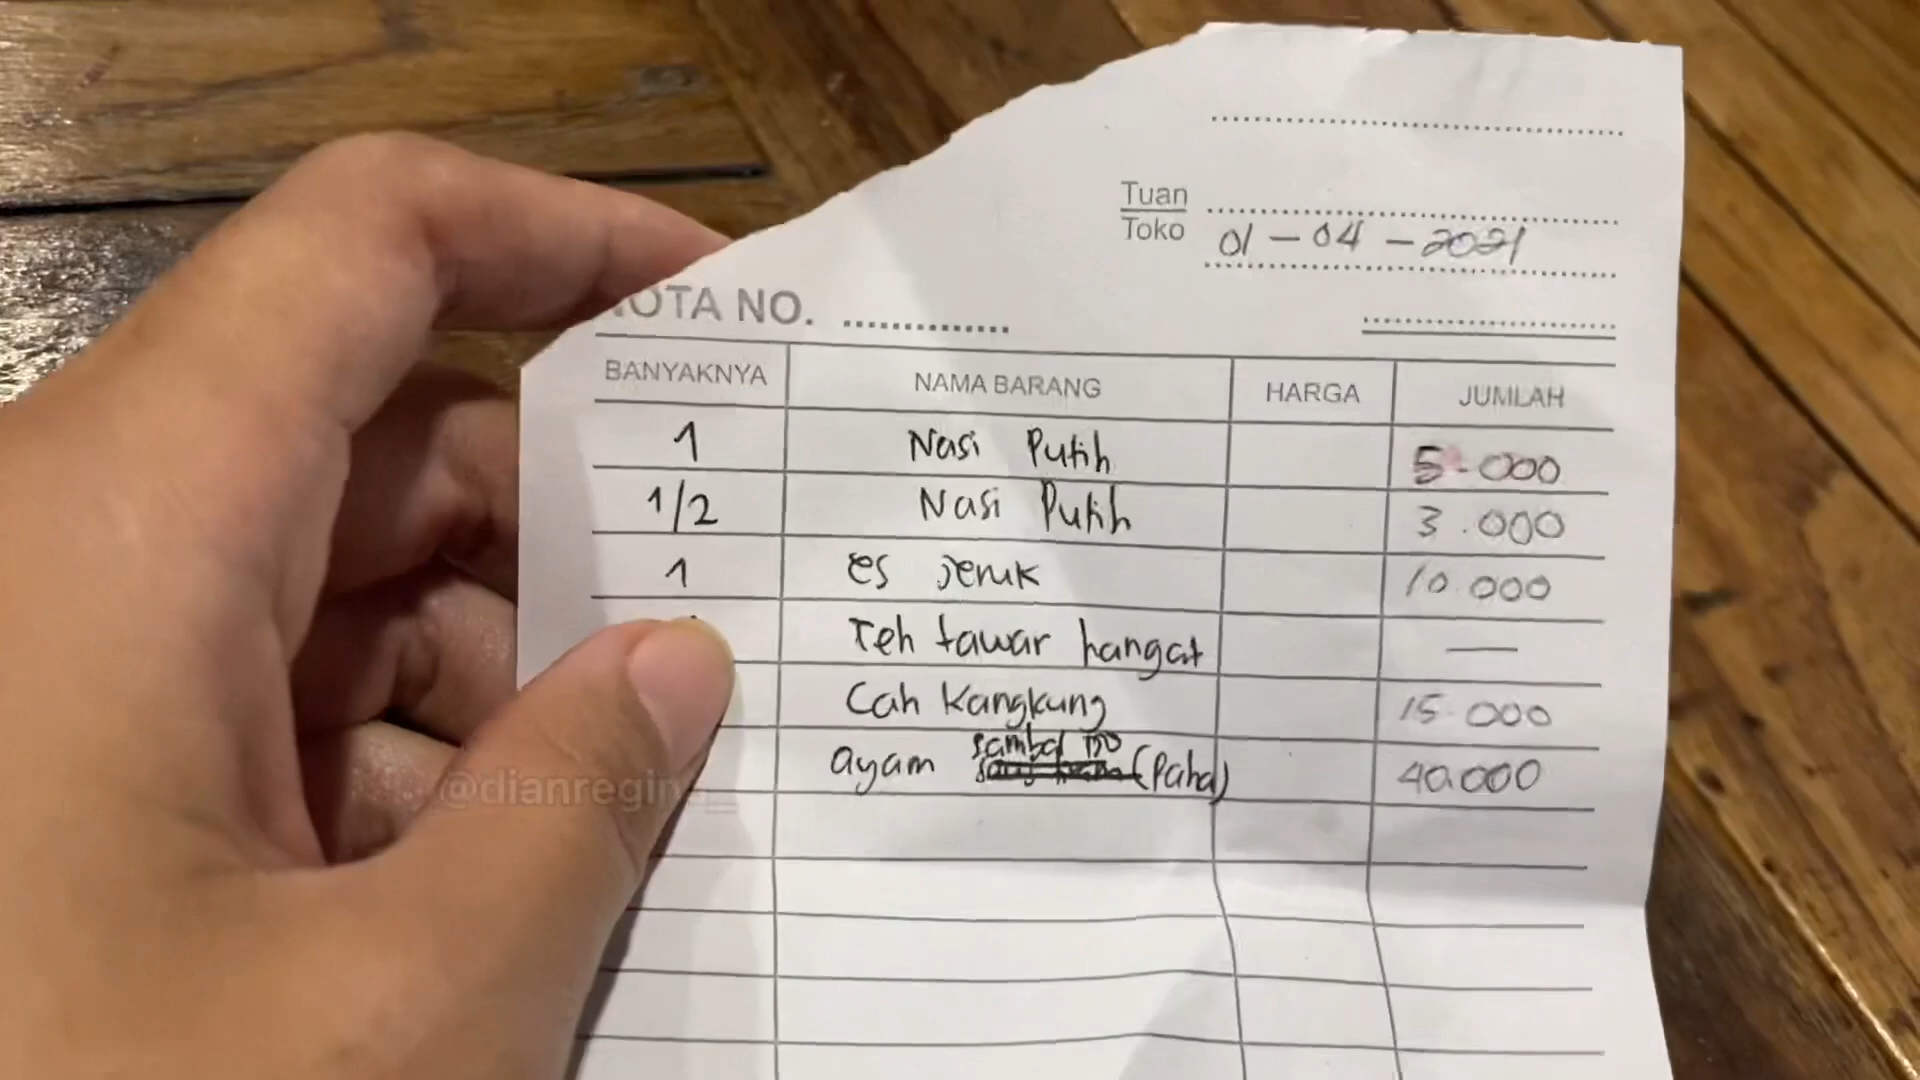 Tuan
Toko 01-04-2021
OTA NO.
BANYAKNYA NAMA BARANG HARGA JUMLAH
1 Nasi Putih 5.000
1/2 Nasi Putih 3.000
1 es jeruk 10.000
Teh tawar hangat —
Cah Kangkung 15.000
sambal
ayam (Paha) 40.000
@dianregin